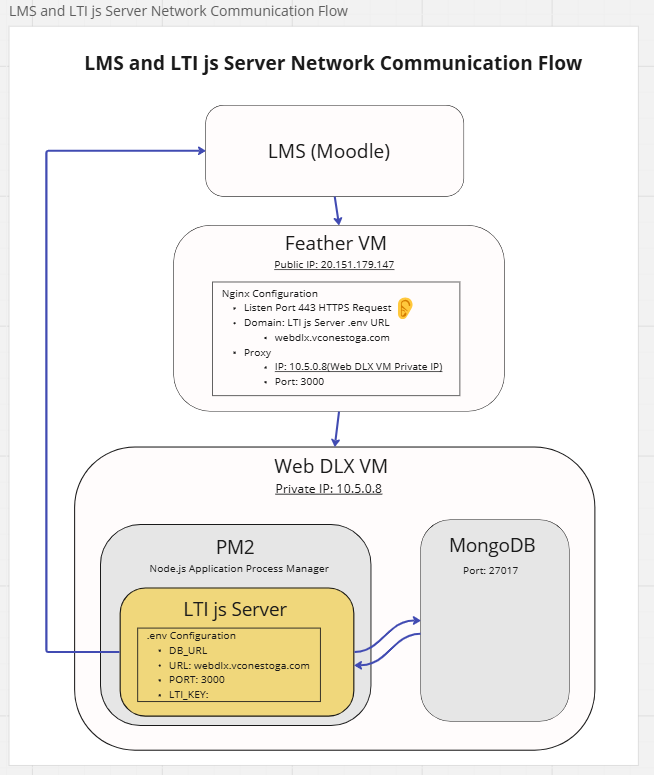 LMS and LTI js Server Network Communication Flow
LMS and LTI js Server Network Communication Flow
LMS (Moodle)
Feather VM
Public IP: 20.151.179.147
Nginx Configuration
• Listen Port 443 HTTPS Request
• Domain: LTI js Server .env URL
• webdlx.vconestoga.com
• Proxy
• IP: 10.5.0.8(Web DLX VM Private IP)
• Port: 3000
Web DLX VM
Private IP: 10.5.0.8
PM2
Node.js Application Process Manager
LTI js Server
.env Configuration
• DB_URL
• URL: webdlx.vconestoga.com
• PORT: 3000
• LTI_KEY:
MongoDB
Port: 27017